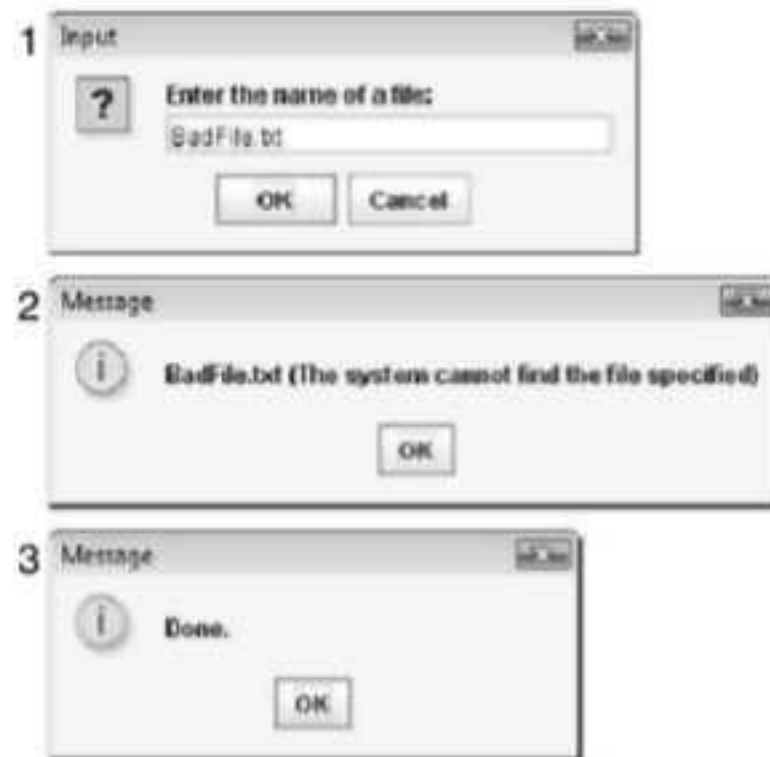 1 Input
? Enter the name of a file:
BadFile.txt
OK Cancel
2 Message
i BadFile.txt (The system cannot find the file specified)
OK
3 Message
i Done.
OK